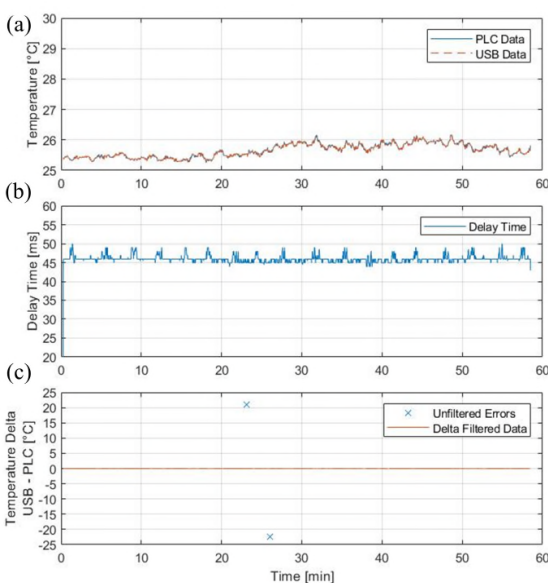 (a)
30
29
28
27
26
25
Temperature [°C]
PLC Data
USB Data
0 10 20 30 40 50 60
(b)
60
55
50
45
40
35
30
25
20
Delay Time [ms]
Delay Time
0 10 20 30 40 50 60
(c)
25
20
15
10
5
0
-5
-10
-15
-20
-25
Temperature Delta
USB - PLC [°C]
Unfiltered Errors
Delta Filtered Data
0 10 20 30 40 50 60
Time [min]